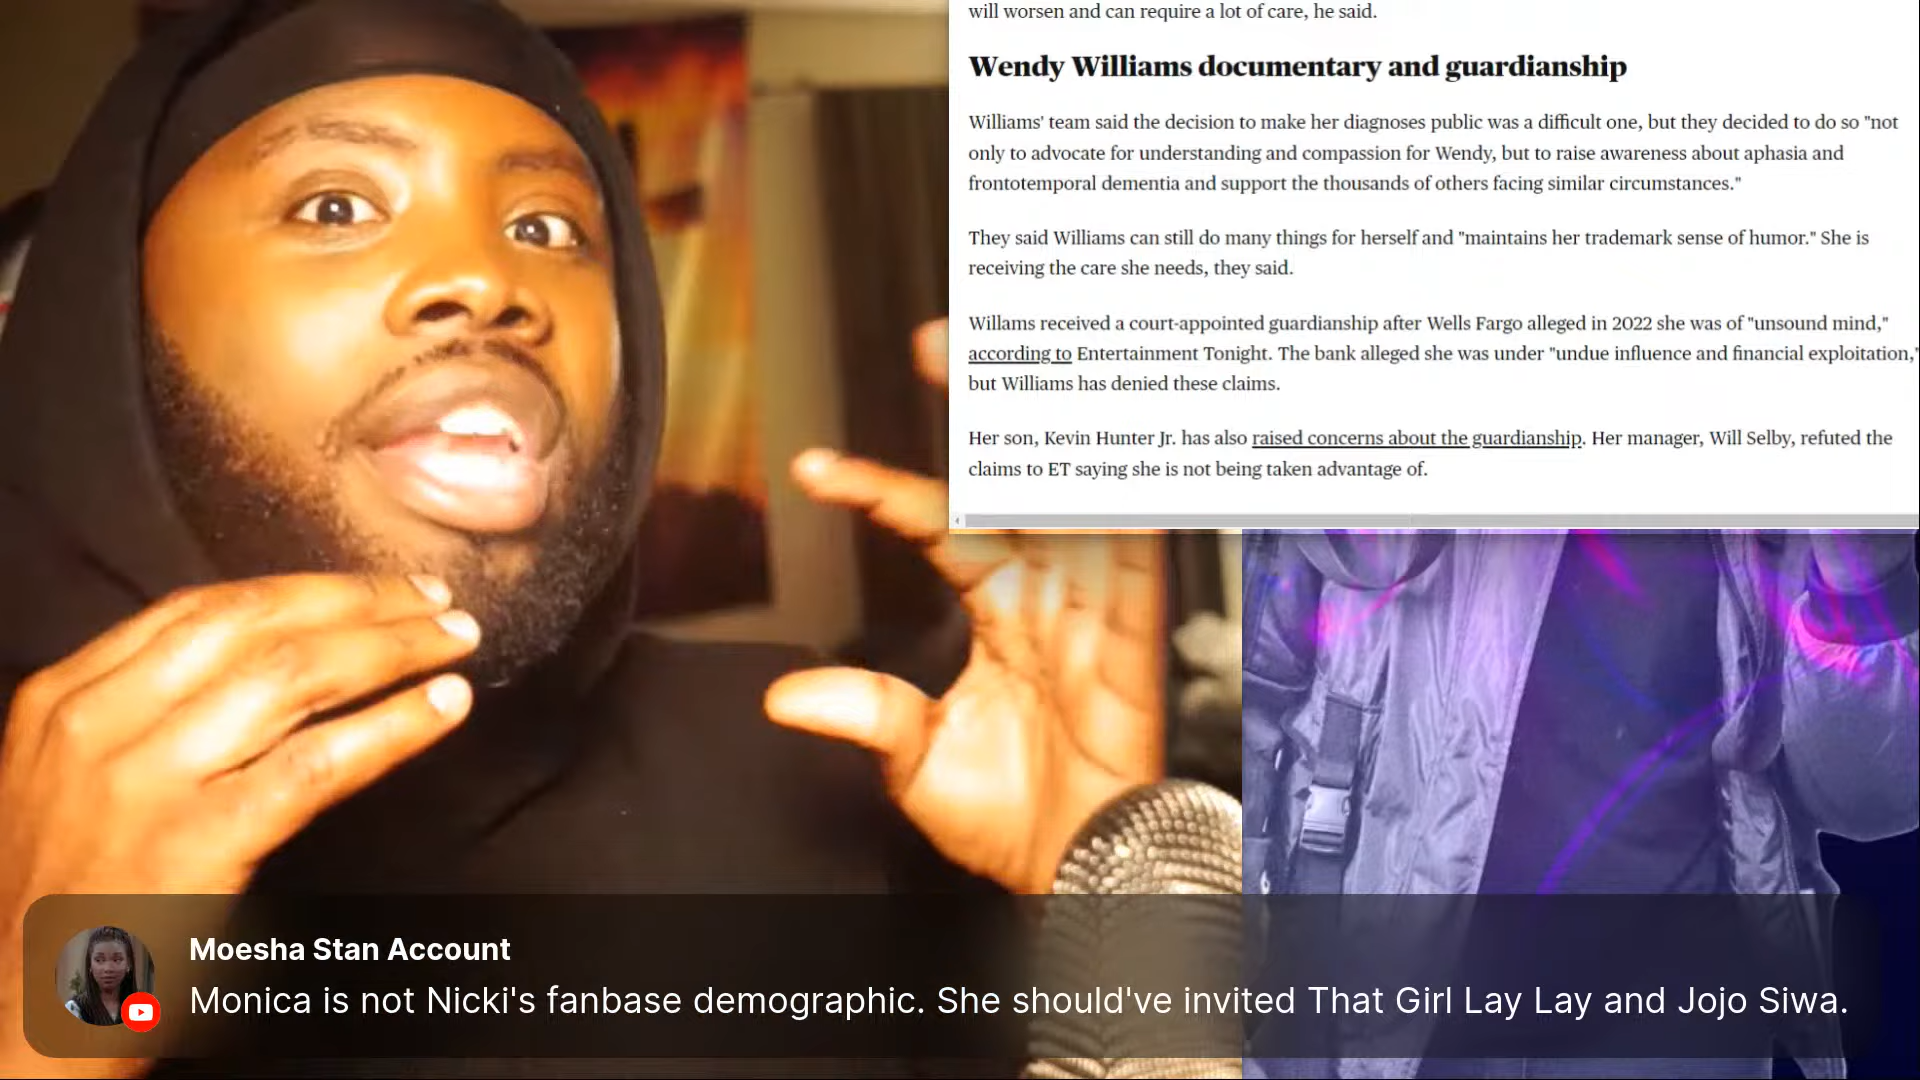 will worsen and can require a lot of care, he said.
Wendy Williams documentary and guardianship
Williams' team said the decision to make her diagnoses public was a difficult one, but they decided to do so "not
only to advocate for understanding and compassion for Wendy, but to raise awareness about aphasia and
frontotemporal dementia and support the thousands of others facing similar circumstances."
They said Williams can still do many things for herself and "maintains her trademark sense of humor." She is
receiving the care she needs, they said.
Willams received a court-appointed guardianship after Wells Fargo alleged in 2022 she was of "unsound mind,"
according to Entertainment Tonight. The bank alleged she was under "undue influence and financial exploitation,"
but Williams has denied these claims.
Her son, Kevin Hunter Jr. has also raised concerns about the guardianship. Her manager, Will Selby, refuted the
claims to ET saying she is not being taken advantage of.
Moesha Stan Account
Monica is not Nicki's fanbase demographic. She should've invited That Girl Lay Lay and Jojo Siwa.